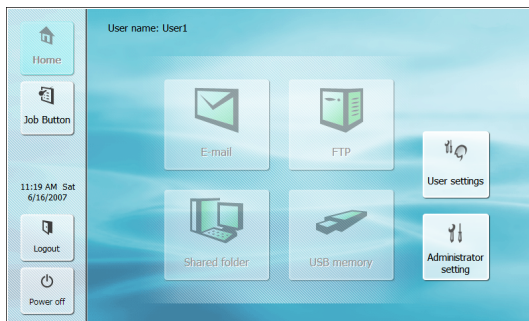 User name: User1
Home
Job Button
11:19 AM Sat
6/16/2007
Logout
Power off
E-mail
FTP
Shared folder
USB memory
User settings
Administrator
setting